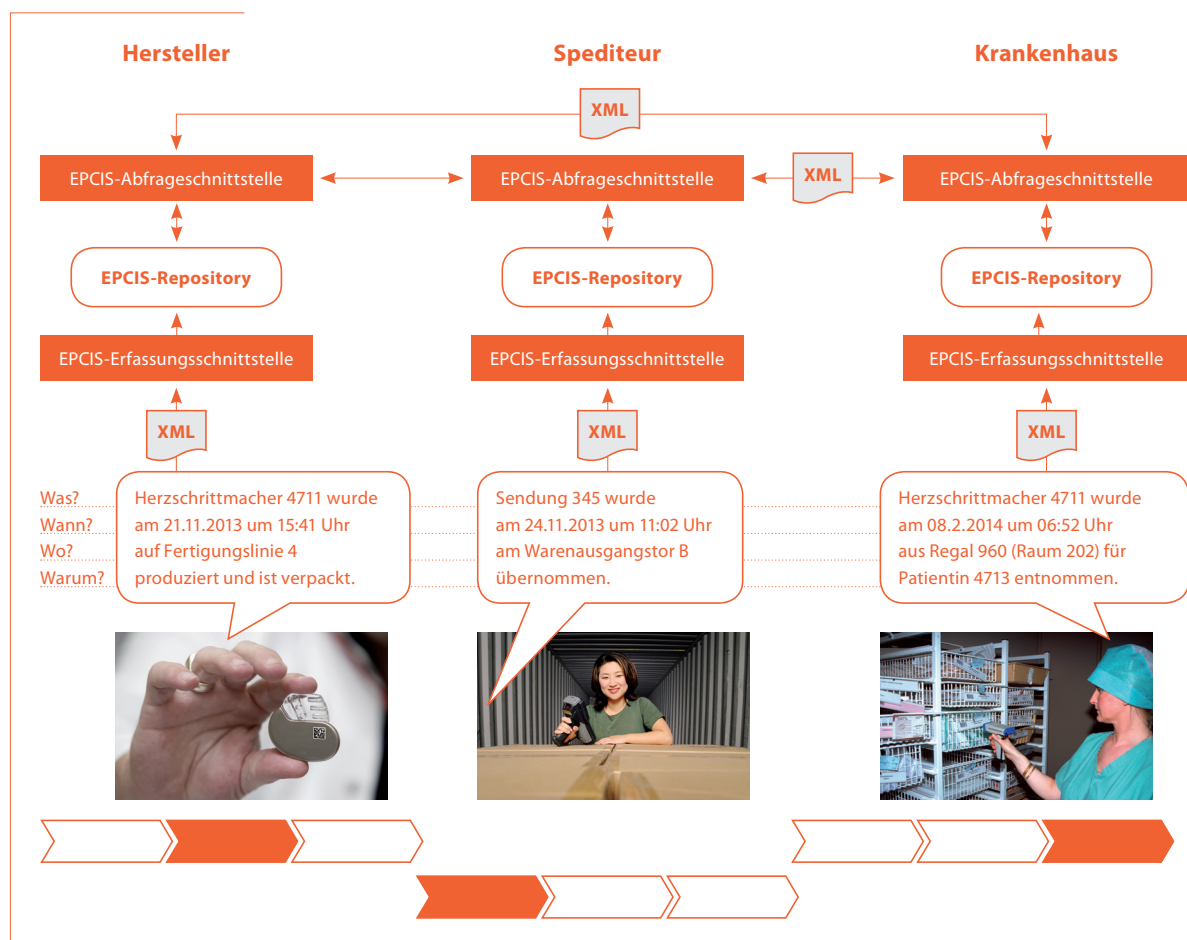 Hersteller
Spediteur
Krankenhaus
XML
EPCIS-Abfrageschnittstelle
EPCIS-Abfrageschnittstelle
XML
EPCIS-Abfrageschnittstelle
EPCIS-Repository
EPCIS-Repository
EPCIS-Repository
EPCIS-Erfassungsschnittstelle
EPCIS-Erfassungsschnittstelle
EPCIS-Erfassungsschnittstelle
XML
XML
XML
Was?
Wann?
Wo?
Warum?
Herzschrittmacher 4711 wurde
am 21.11.2013 um 15:41 Uhr
auf Fertigungslinie 4
produziert und ist verpackt.
Sendung 345 wurde
am 24.11.2013 um 11:02 Uhr
am Warenausgangstor B
übernommen.
Herzschrittmacher 4711 wurde
am 08.2.2014 um 06:52 Uhr
aus Regal 960 (Raum 202) für
Patientin 4713 entnommen.